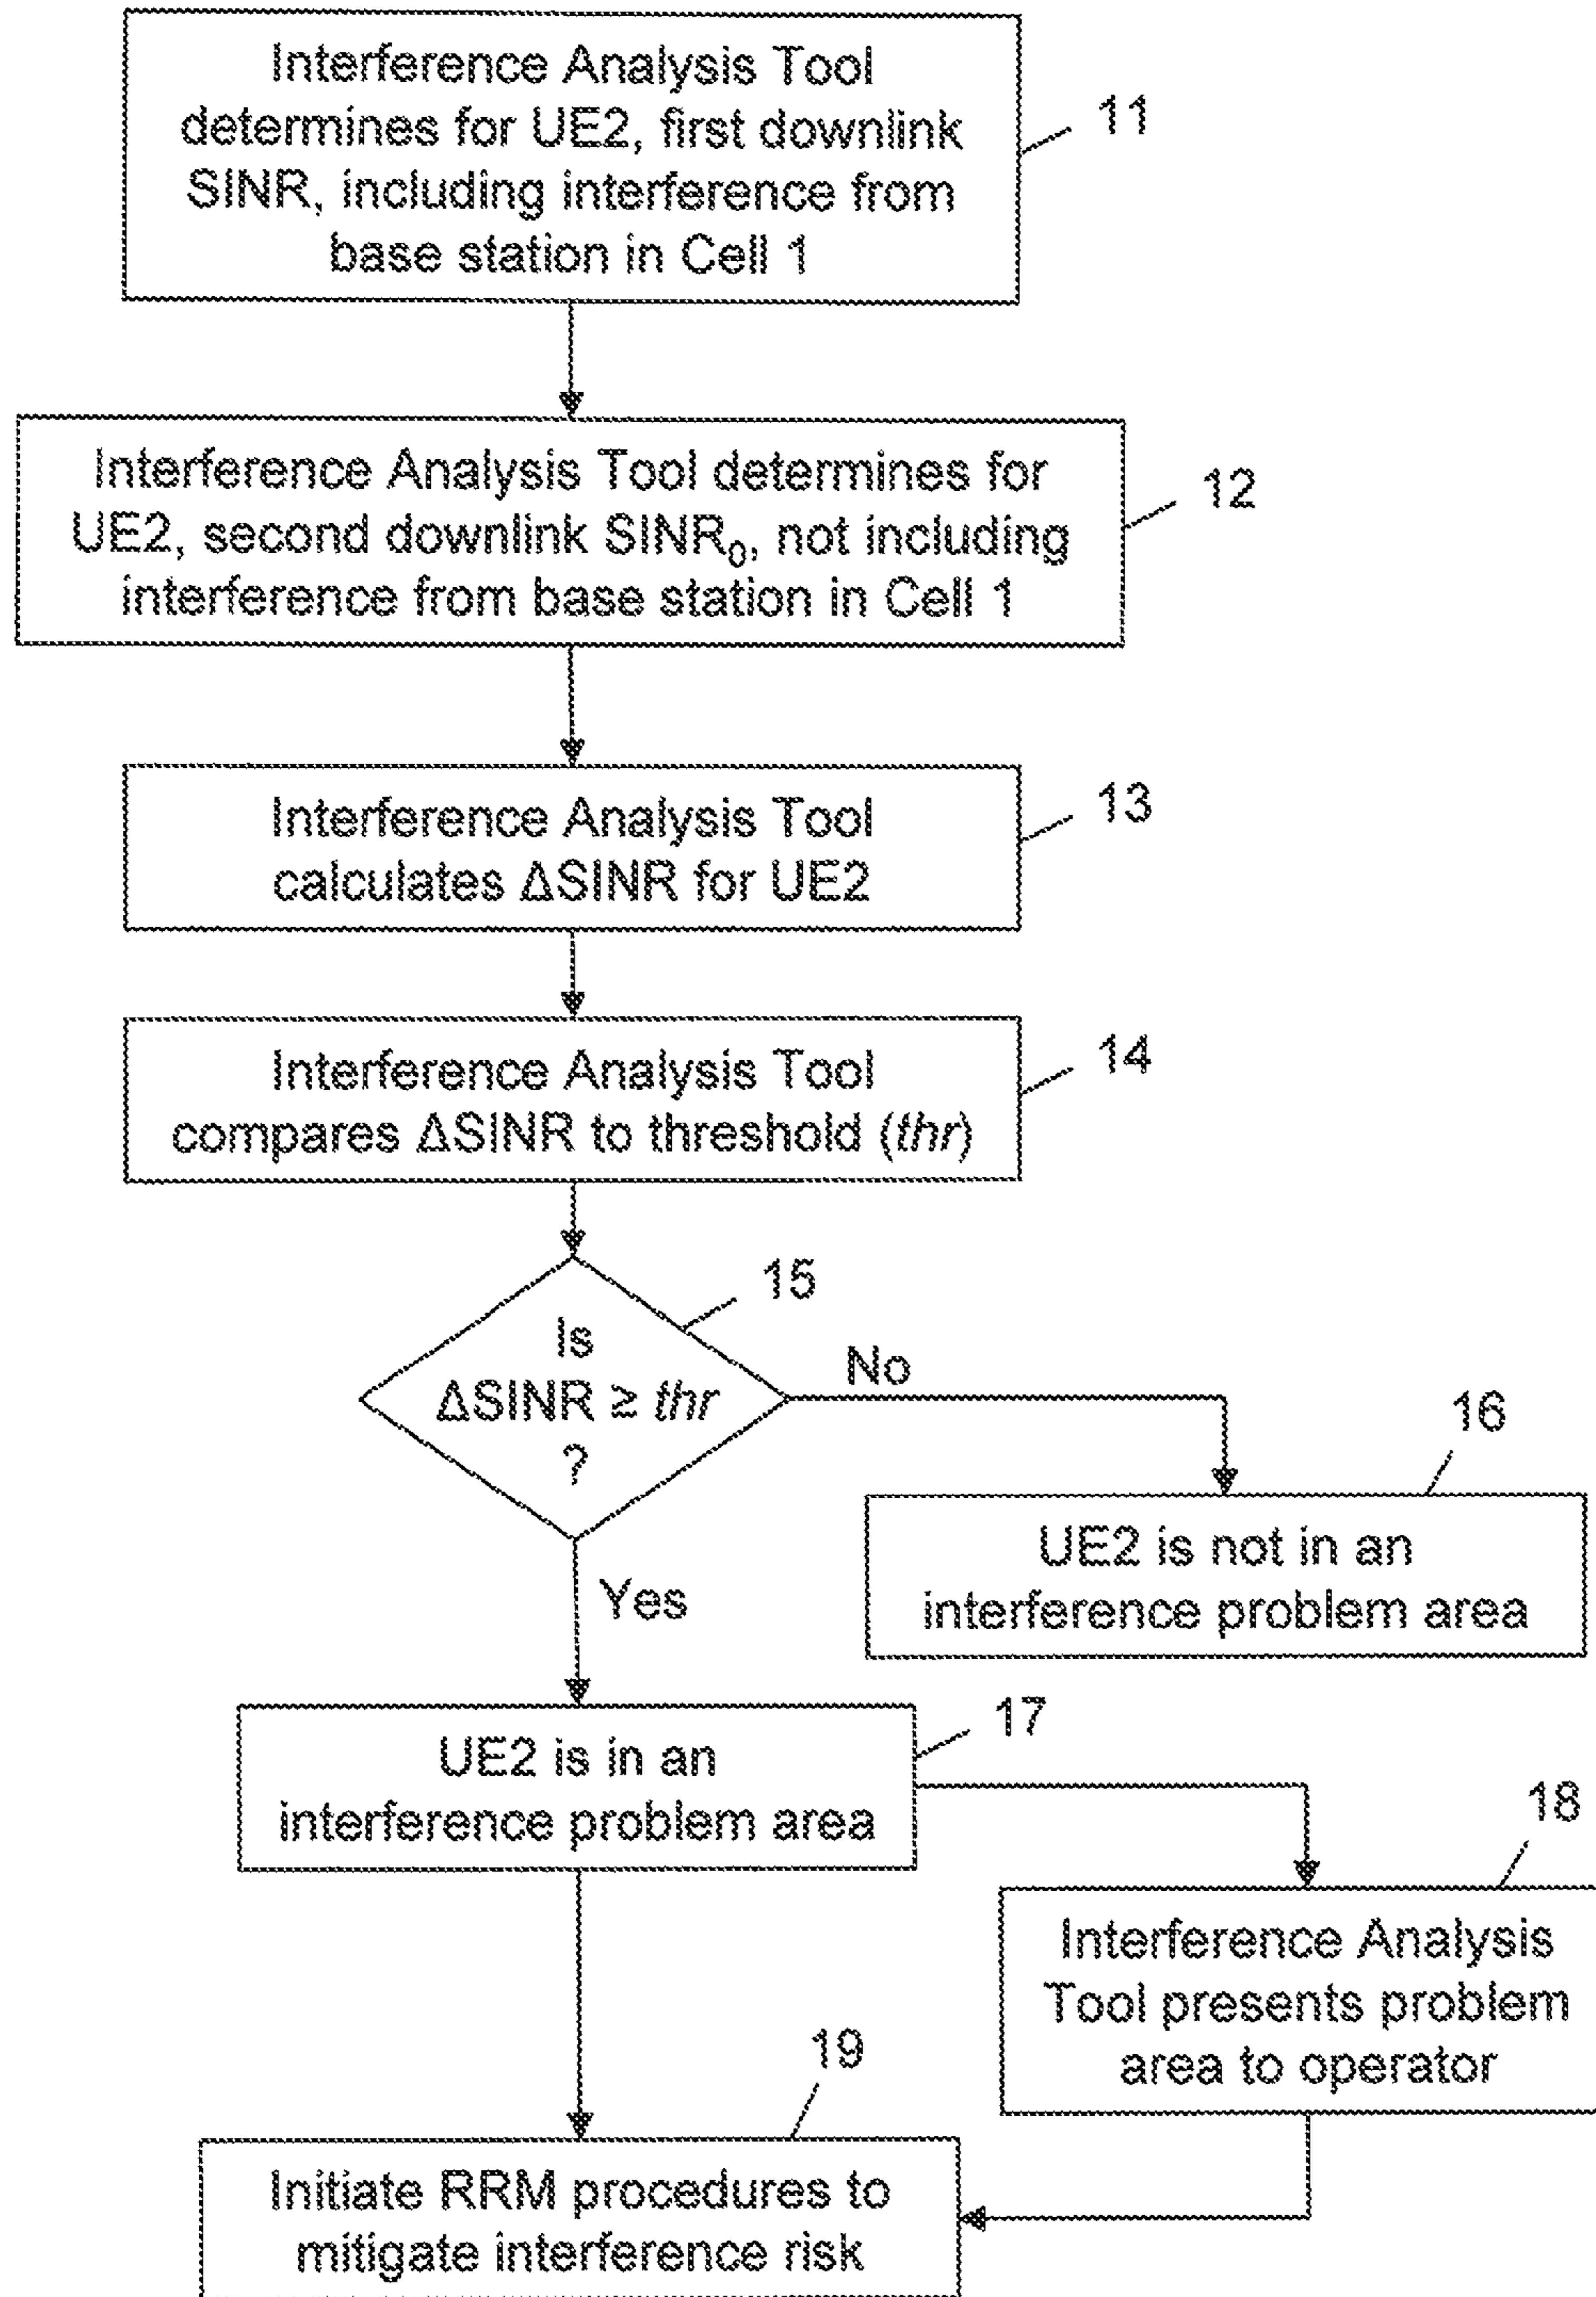 Interference Analysis Tool
determines for UE2, first downlink
SINR, including interference from
base station in Cell 1
11
Interference Analysis Tool determines for
UE2, second downlink SINR₀, not including
interference from base station in Cell 1
12
Interference Analysis Tool
calculates ΔSINR for UE2
13
Interference Analysis Tool
compares ΔSINR to threshold (thr)
14
15
Is
ΔSINR ≥ thr
?
No
16
UE2 is not in an
interference problem area
Yes
17
UE2 is in an
interference problem area
18
Interference Analysis
Tool presents problem
area to operator
19
Initiate RRM procedures to
mitigate interference risk